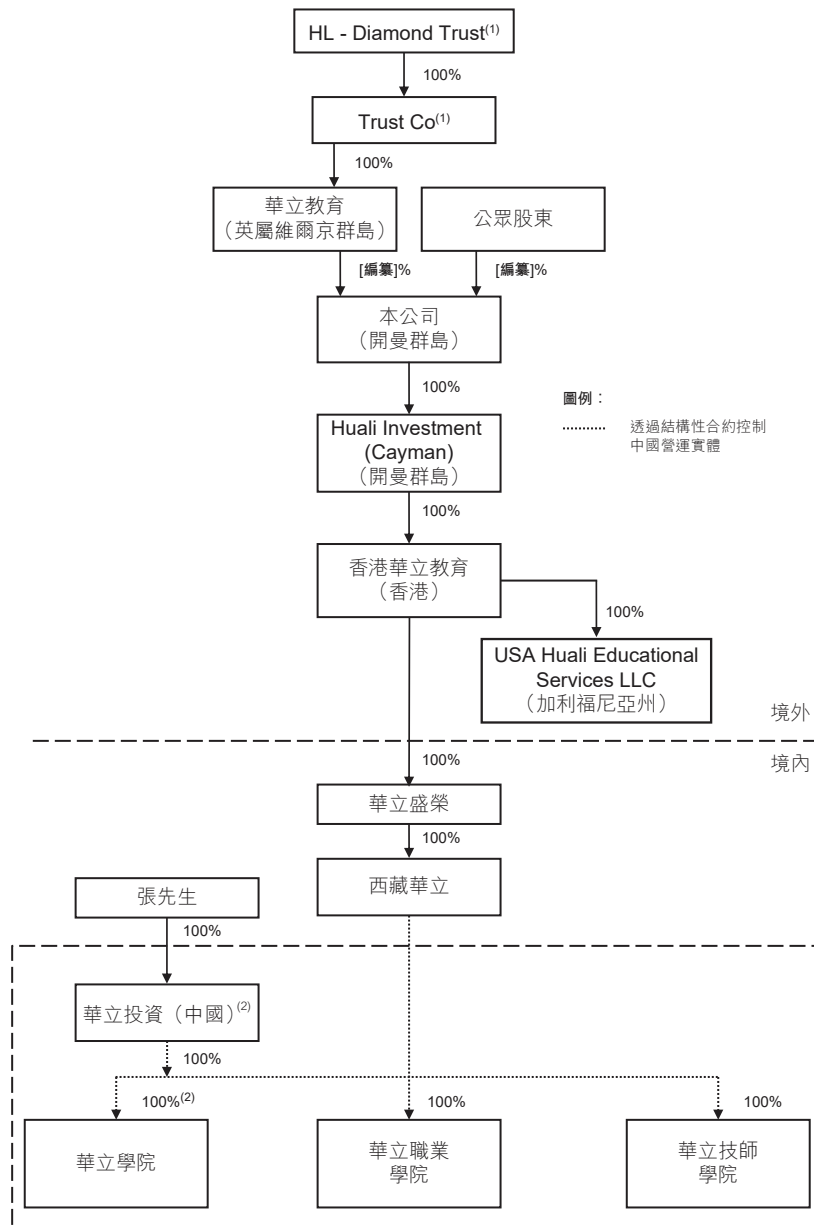 HL - Diamond Trust(1)
100%
Trust Co(1)
100%
華立教育
（英屬維爾京群島）
公眾股東
[編纂]%
[編纂]%
本公司
（開曼群島）
100%
圖例：
透過結構性合約控制
中國營運實體
Huali Investment
(Cayman)
（開曼群島）
100%
香港華立教育
（香港）
100%
USA Huali Educational
Services LLC
（加利福尼亞州）
境外
境內
100%
華立盛榮
100%
西藏華立
張先生
100%
華立投資（中國）(2)
100%
100%(2)
100%
100%
華立學院
華立職業
學院
華立技師
學院